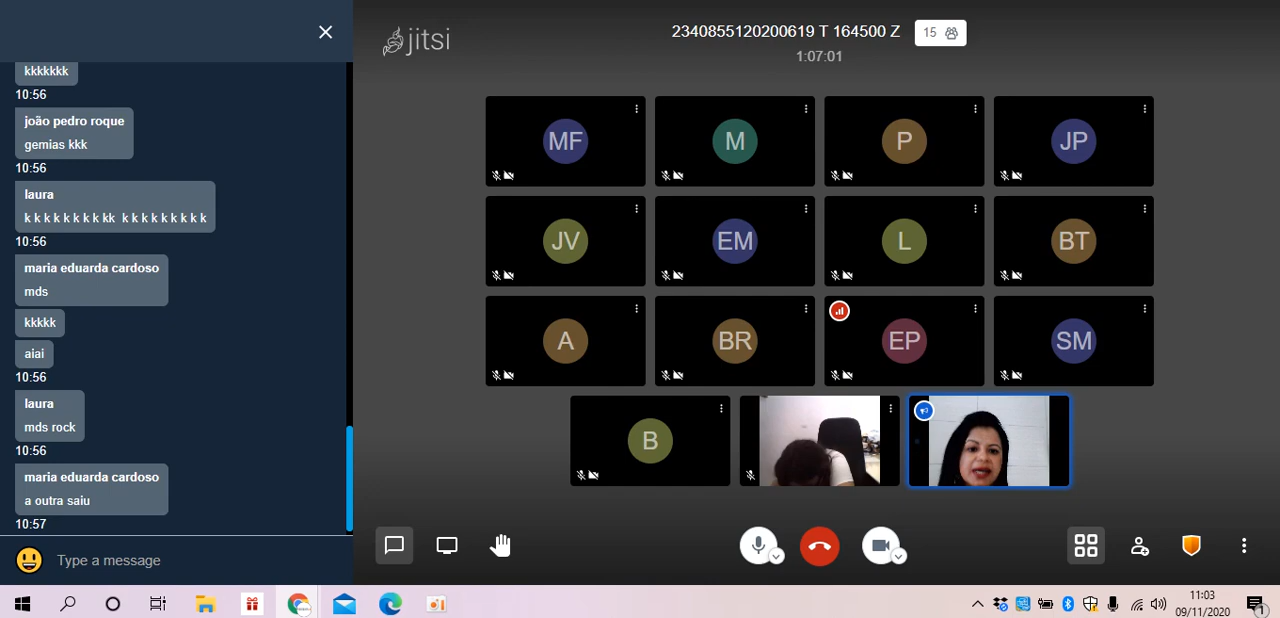 kkkkkkk
10:56
joão pedro roque
gemias kkk
10:56
laura
k k k k k k k k kk  k k k k k k k k k
10:56
maria eduarda cardoso
mds
kkkkk
aiai
10:56
laura
mds rock
10:56
maria eduarda cardoso
a outra saiu
10:57
Type a message
jitsi
2340855120200619 T 164500 Z
15
1:07:01
MF
M
P
JP
JV
EM
L
BT
A
BR
EP
SM
B
11:03
09/11/2020
1